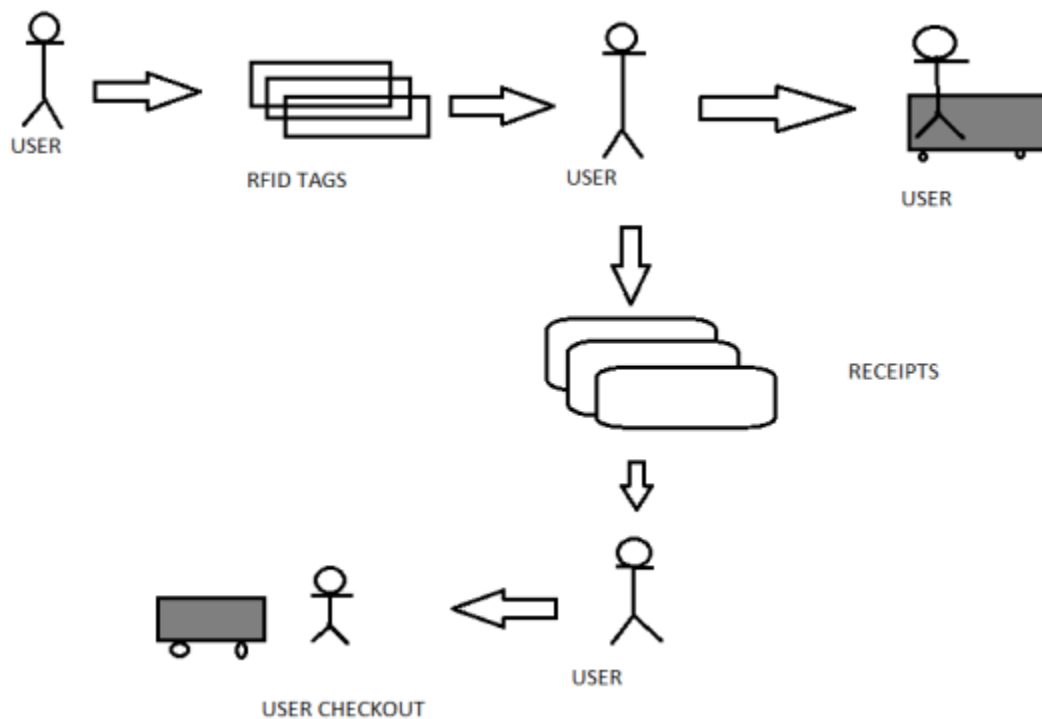 USER
RFID TAGS
USER
USER
RECEIPTS
USER
USER CHECKOUT